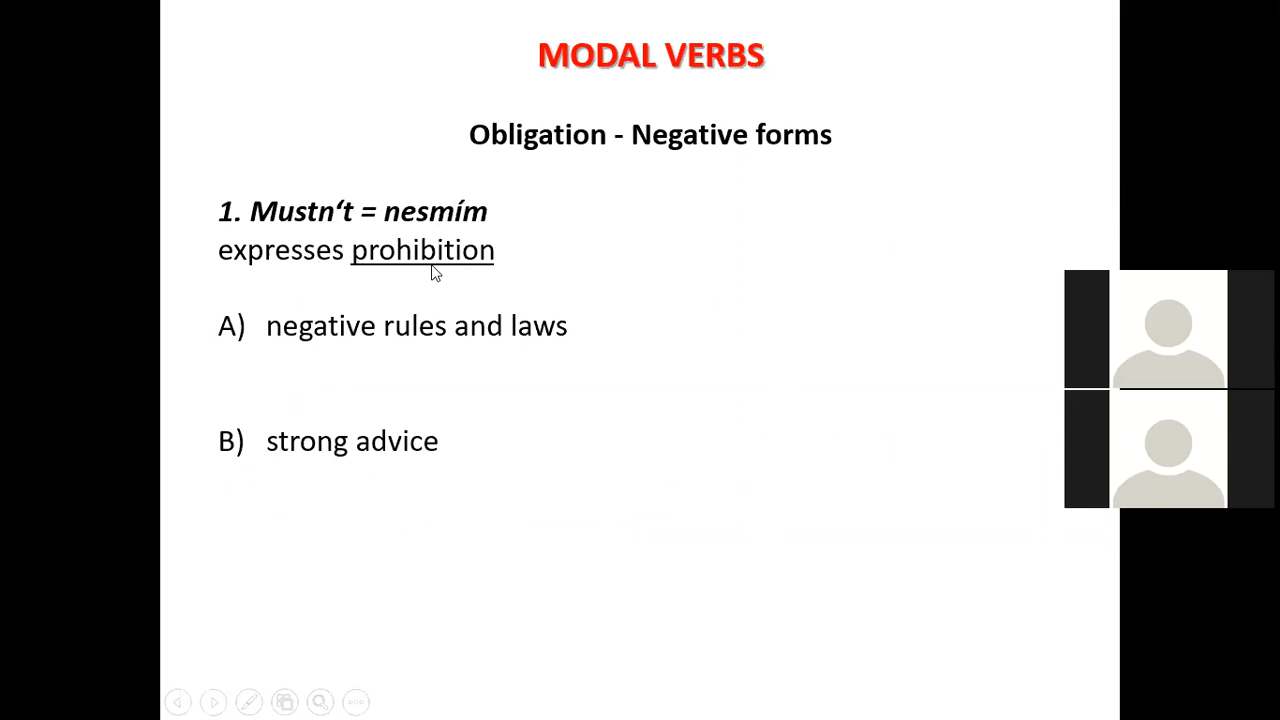 MODAL VERBS
Obligation - Negative forms
1. Mustn‘t = nesmím
expresses prohibition
A) negative rules and laws
B) strong advice